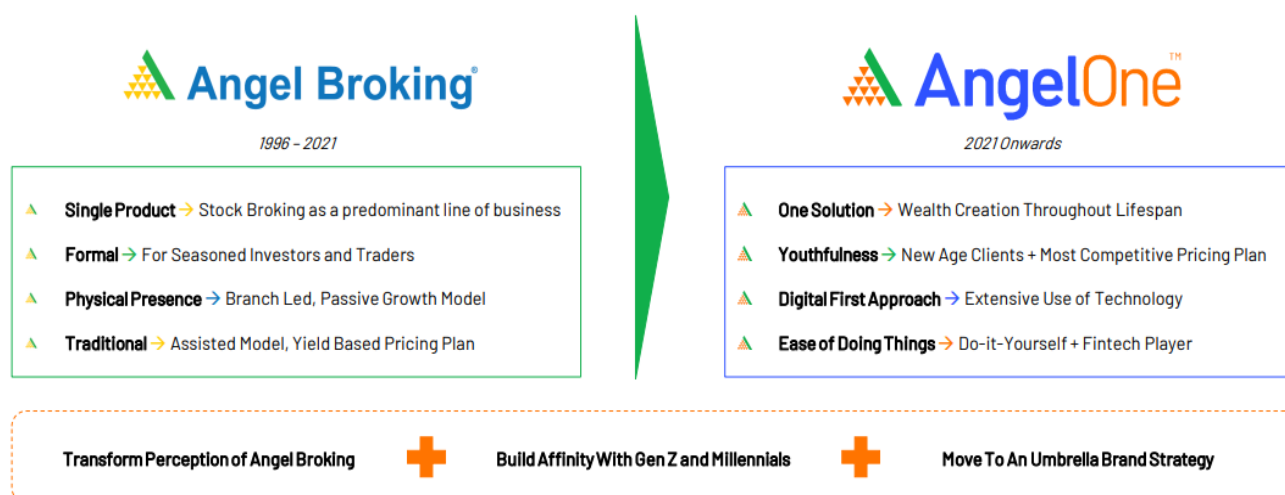 Angel Broking®
1996 – 2021
Single Product → Stock Broking as a predominant line of business
Formal → For Seasoned Investors and Traders
Physical Presence → Branch Led, Passive Growth Model
Traditional → Assisted Model, Yield Based Pricing Plan
AngelOne™
2021 Onwards
One Solution → Wealth Creation Throughout Lifespan
Youthfulness → New Age Clients + Most Competitive Pricing Plan
Digital First Approach → Extensive Use of Technology
Ease of Doing Things → Do-it-Yourself + Fintech Player
Transform Perception of Angel Broking
Build Affinity With Gen Z and Millennials
Move To An Umbrella Brand Strategy